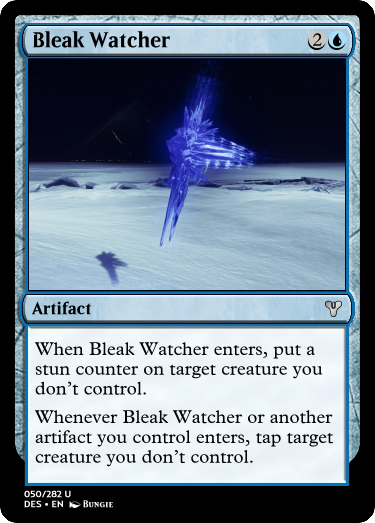 Bleak Watcher 2
Artifact
When Bleak Watcher enters, put a
stun counter on target creature you
don't control.
Whenever Bleak Watcher or another
artifact you control enters, tap target
creature you don't control.
050/282 U
DES • EN Bungie